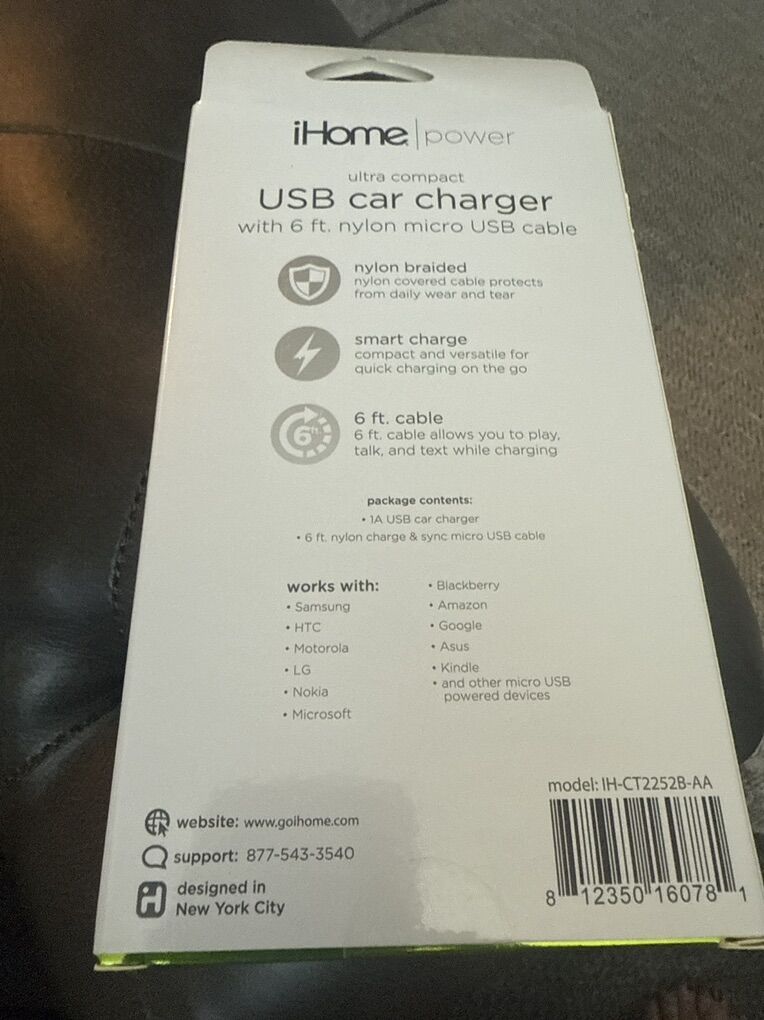 iHome | power
ultra compact
USB car charger
with 6 ft. nylon micro USB cable
nylon braided
nylon covered cable protects
from daily wear and tear
smart charge
compact and versatile for
quick charging on the go
6 ft.
6 ft. cable
6 ft. cable allows you to play,
talk, and text while charging
package contents:
• 1A USB car charger
• 6 ft. nylon charge & sync micro USB cable
works with:
• Samsung
• HTC
• Motorola
• LG
• Nokia
• Microsoft
• Blackberry
• Amazon
• Google
• Asus
• Kindle
• and other micro USB
powered devices
model: IH-CT2252B-AA
8 12350 16078 1
website: www.goihome.com
support: 877-543-3540
designed in
New York City